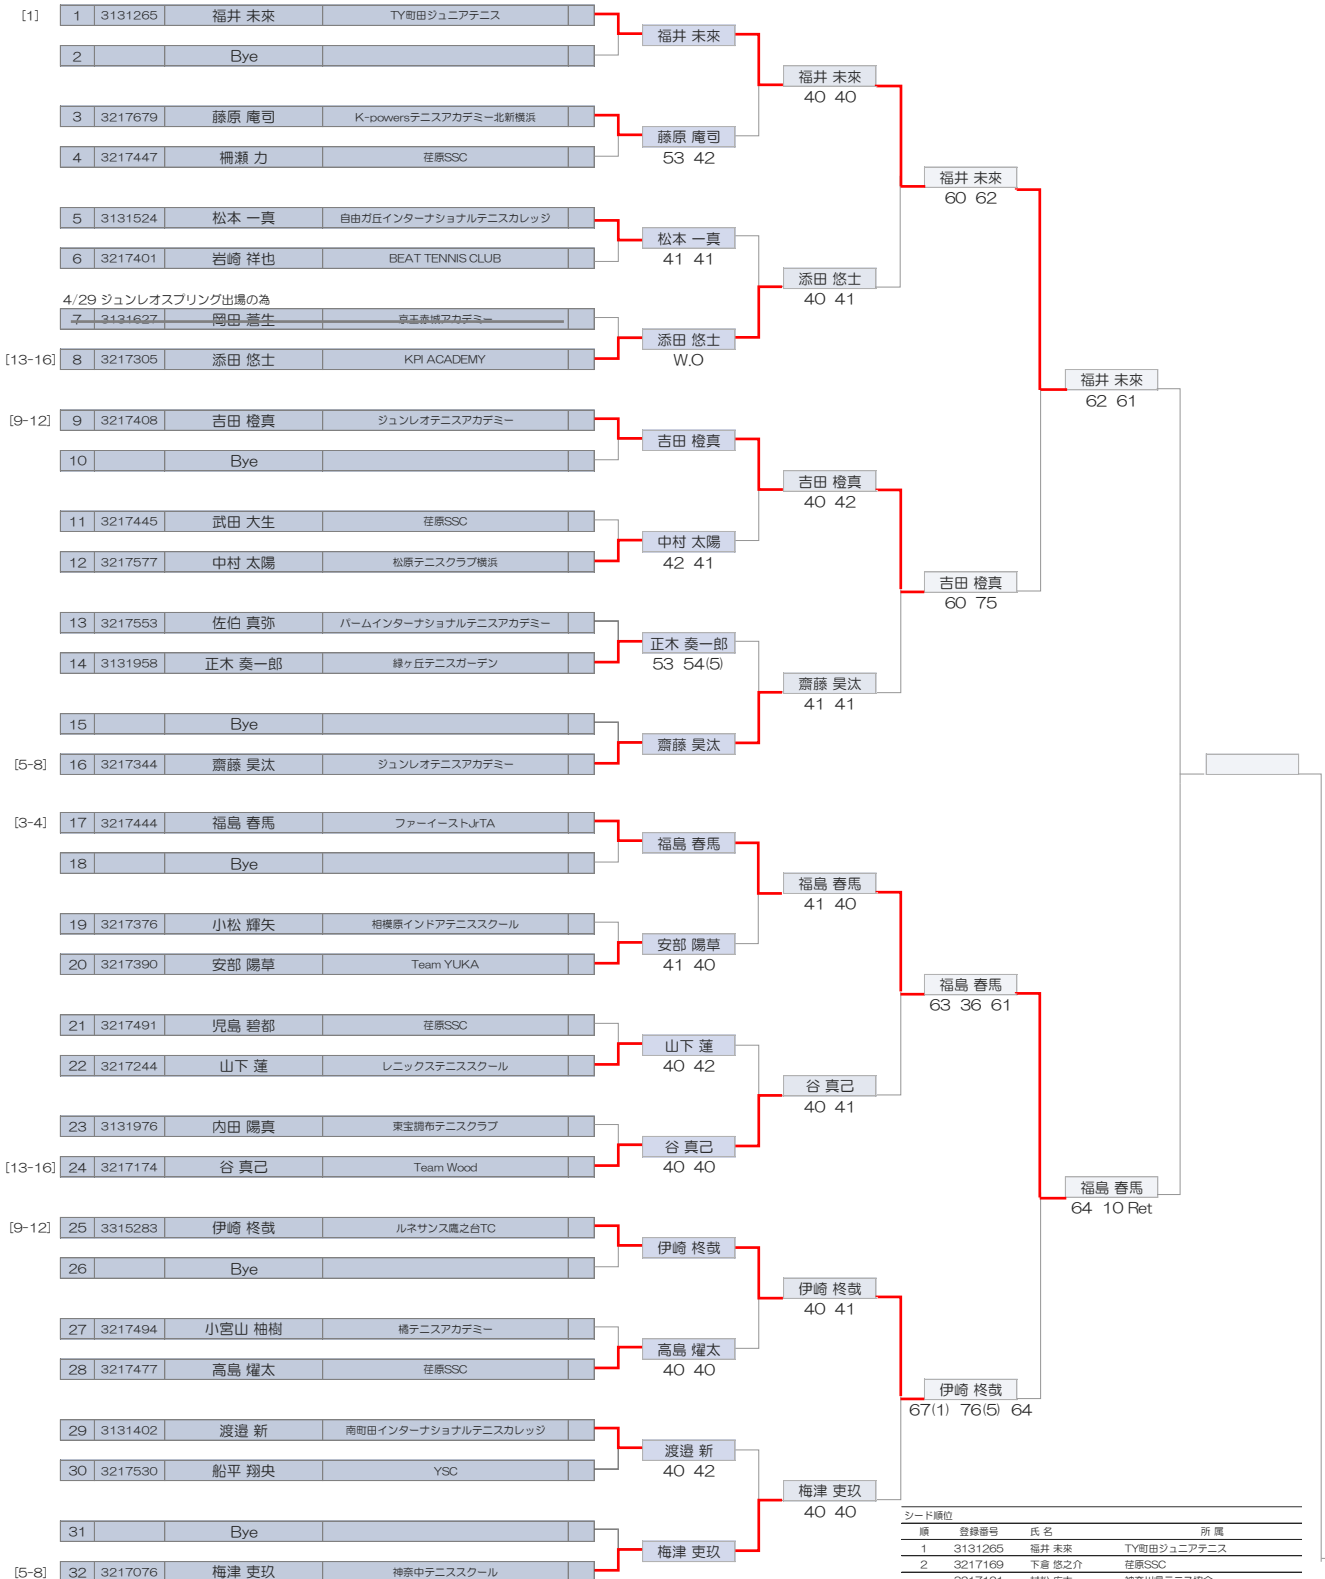 [1] 1 3131265 福井 未來 TY町田ジュニアテニス
福井 未來
2 Bye
福井 未來
40 40
3 3217679 藤原 庵司 K-powersテニスアカデミー北新横浜
藤原 庵司
53 42
4 3217447 柵瀬 力 荏原SSC
福井 未來
60 62
5 3131524 松本 一真 自由ガ丘インターナショナルテニスカレッジ
松本 一真
41 41
6 3217401 岩崎 祥也 BEAT TENNIS CLUB
添田 悠士
40 41
4/29 ジュンレオスプリング出場の為
7 3131627 岡田 蒼生 京王赤城アカデミー
添田 悠士
W.O
[13-16] 8 3217305 添田 悠士 KPI ACADEMY
福井 未來
62 61
[9-12] 9 3217408 吉田 橙真 ジュンレオテニスアカデミー
吉田 橙真
10 Bye
吉田 橙真
40 42
11 3217445 武田 大生 荏原SSC
中村 太陽
42 41
12 3217577 中村 太陽 松原テニスクラブ横浜
吉田 橙真
60 75
13 3217553 佐伯 真弥 パームインターナショナルテニスアカデミー
正木 奏一郎
53 54(5)
14 3131958 正木 奏一郎 緑ヶ丘テニスガーデン
齋藤 昊汰
41 41
15 Bye
齋藤 昊汰
[5-8] 16 3217344 齋藤 昊汰 ジュンレオテニスアカデミー
[3-4] 17 3217444 福島 春馬 ファーイーストJrTA
福島 春馬
18 Bye
福島 春馬
41 40
19 3217376 小松 輝矢 相模原インドアテニススクール
安部 陽草
41 40
20 3217390 安部 陽草 Team YUKA
福島 春馬
63 36 61
21 3217491 児島 碧都 荏原SSC
山下 蓮
40 42
22 3217244 山下 蓮 レニックステニススクール
谷 真己
40 41
23 3131976 内田 陽真 東宝調布テニスクラブ
谷 真己
40 40
[13-16] 24 3217174 谷 真己 Team Wood
福島 春馬
64 10 Ret
[9-12] 25 3315283 伊崎 柊哉 ルネサンス鷹之台TC
伊崎 柊哉
26 Bye
伊崎 柊哉
40 41
27 3217494 小宮山 柚樹 橘テニスアカデミー
高島 燿太
40 40
28 3217477 高島 燿太 荏原SSC
伊崎 柊哉
67(1) 76(5) 64
29 3131402 渡邉 新 南町田インターナショナルテニスカレッジ
渡邉 新
40 42
30 3217530 船平 翔央 YSC
梅津 吏玖
40 40
31 Bye
梅津 吏玖
[5-8] 32 3217076 梅津 吏玖 神奈中テニススクール
シード順位
順 登録番号 氏 名 所 属
1 3131265 福井 未來 TY町田ジュニアテニス
2 3217169 下倉 悠之介 荏原SSC